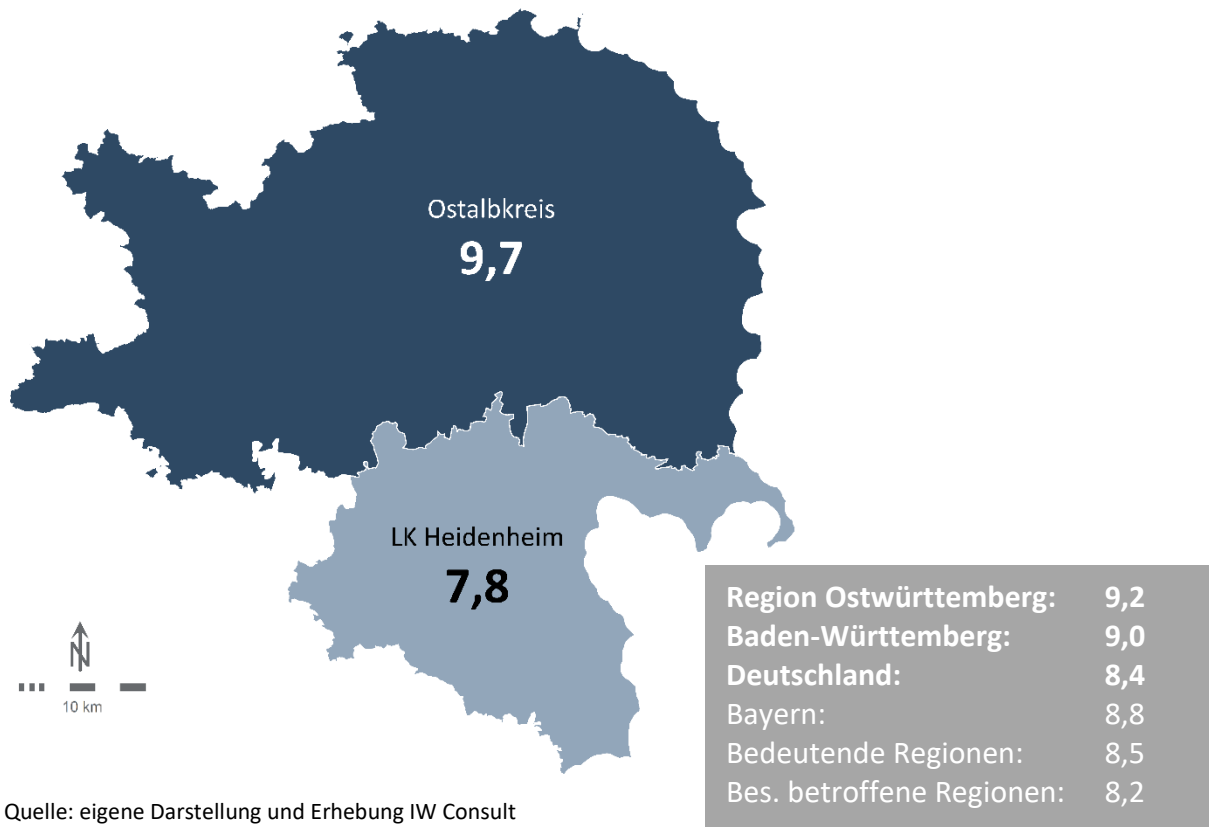 Ostalbkreis
9,7
LK Heidenheim
7,8
N
10 km
Region Ostwürttemberg: 9,2
Baden-Württemberg: 9,0
Deutschland: 8,4
Bayern: 8,8
Bedeutende Regionen: 8,5
Bes. betroffene Regionen: 8,2
Quelle: eigene Darstellung und Erhebung IW Consult